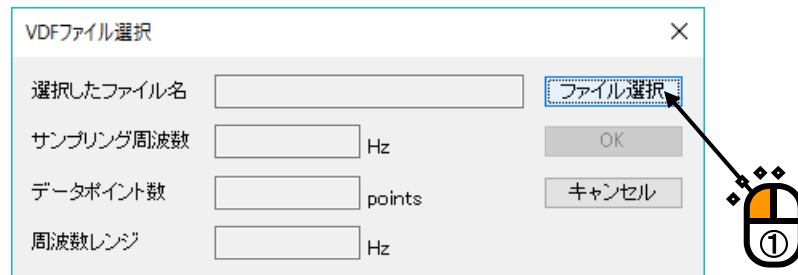 VDFファイル選択
選択したファイル名 ファイル選択
サンプリング周波数 Hz OK
データポイント数 points キャンセル
周波数レンジ Hz
①